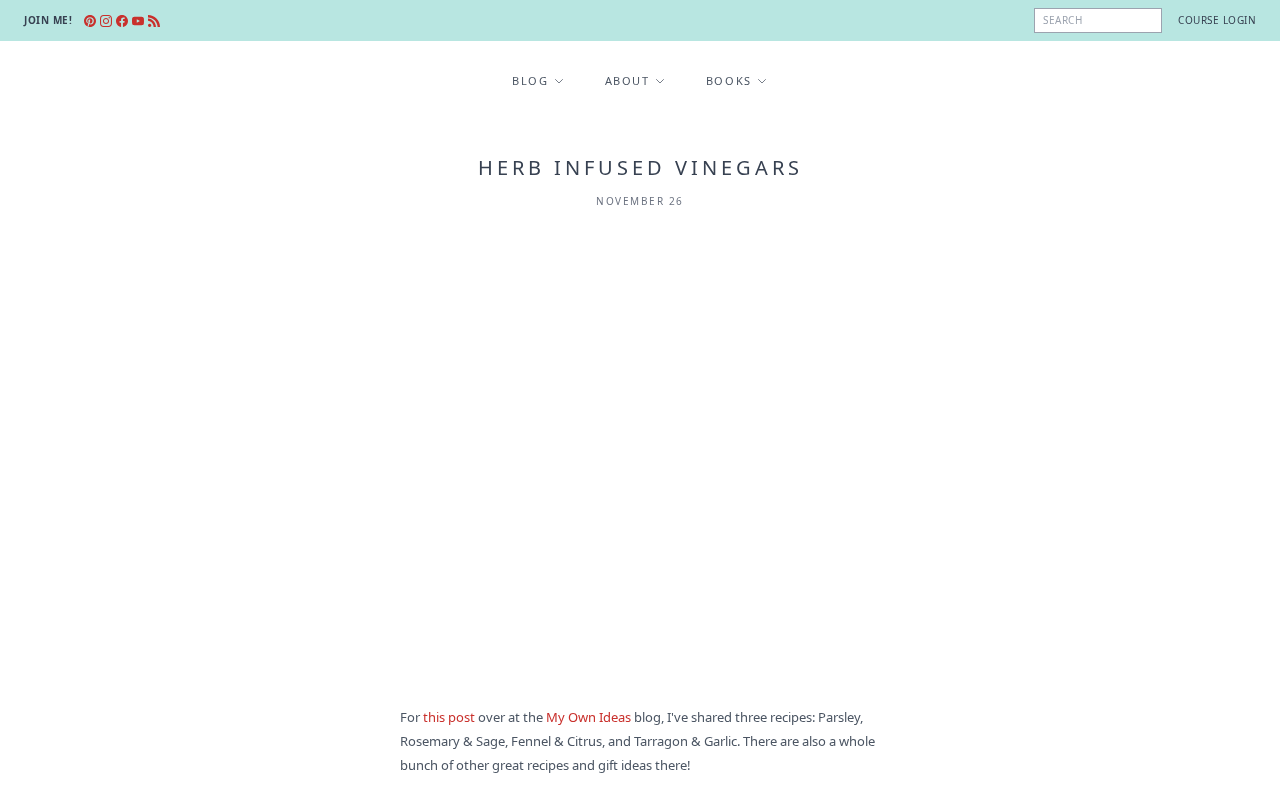 JOIN ME!
SEARCH
COURSE LOGIN
BLOG
ABOUT
BOOKS
HERB INFUSED VINEGARS
NOVEMBER 26
For this post over at the My Own Ideas blog, I've shared three recipes: Parsley,
Rosemary & Sage, Fennel & Citrus, and Tarragon & Garlic. There are also a whole
bunch of other great recipes and gift ideas there!